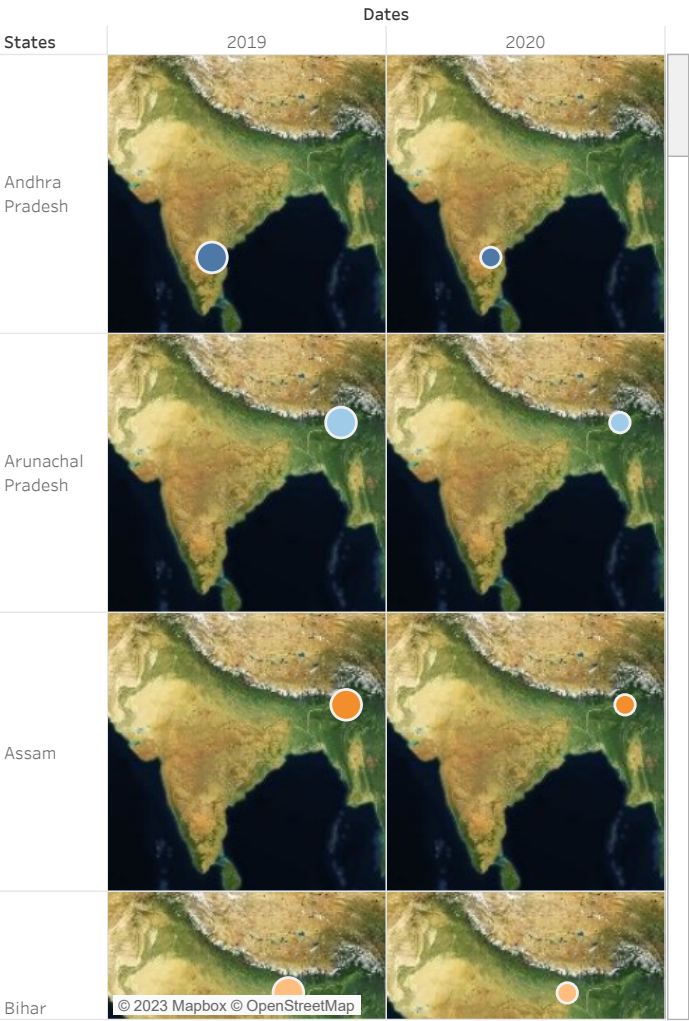 Dates
States
2019
2020
Andhra
Pradesh
Arunachal
Pradesh
Assam
Bihar
© 2023 Mapbox © OpenStreetMap